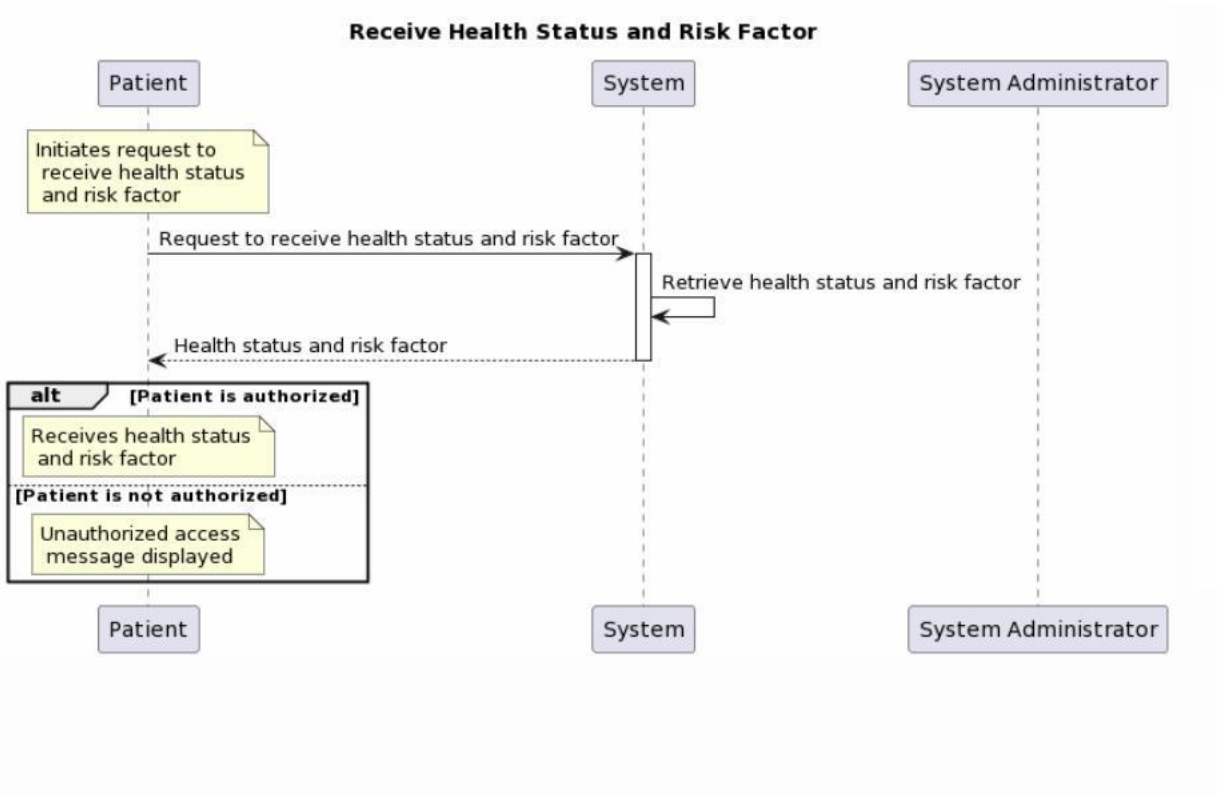 Receive Health Status and Risk Factor
Patient
System
System Administrator
Initiates request to
receive health status
and risk factor
Request to receive health status and risk factor
Retrieve health status and risk factor
Health status and risk factor
alt
[Patient is authorized]
Receives health status
and risk factor
[Patient is not authorized]
Unauthorized access
message displayed
Patient
System
System Administrator